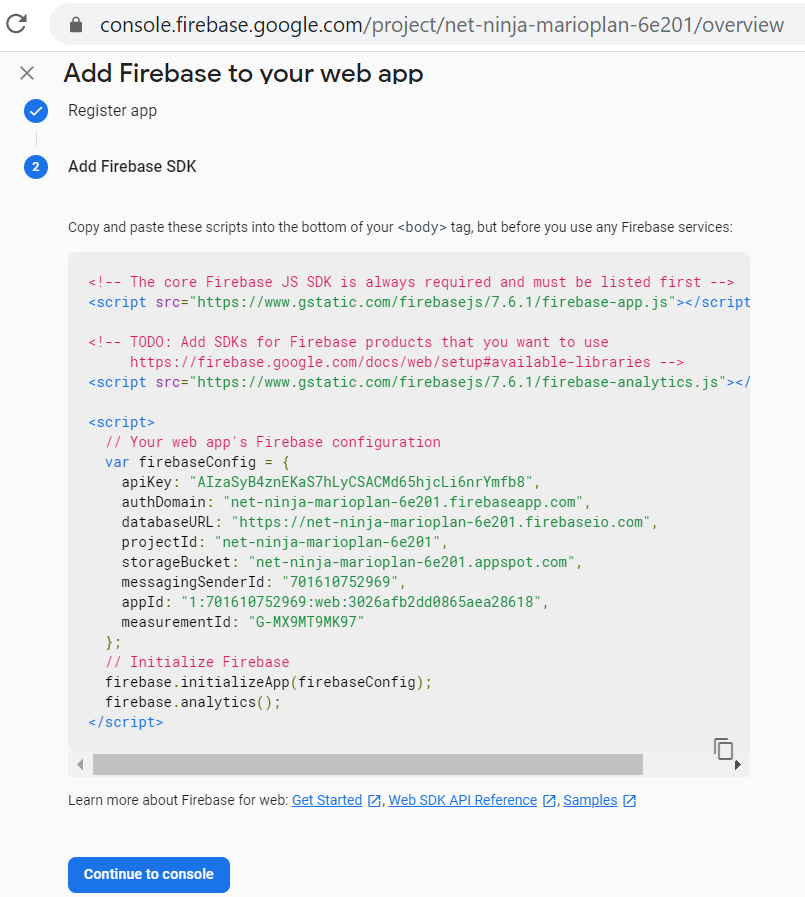 console.firebase.google.com/project/net-ninja-marioplan-6e201/overview
Add Firebase to your web app
Register app
2 Add Firebase SDK
Copy and paste these scripts into the bottom of your <body> tag, but before you use any Firebase services:
<!-- The core Firebase JS SDK is always required and must be listed first -->
<script src="https://www.gstatic.com/firebasejs/7.6.1/firebase-app.js"></script
<!-- TODO: Add SDKs for Firebase products that you want to use
https://firebase.google.com/docs/web/setup#available-libraries -->
<script src="https://www.gstatic.com/firebasejs/7.6.1/firebase-analytics.js"></
<script>
// Your web app's Firebase configuration
var firebaseConfig = {
apiKey: "AIzaSyB4znEKaS7hLyCSACMd65hjcLi6nrYmfb8",
authDomain: "net-ninja-marioplan-6e201.firebaseapp.com",
databaseURL: "https://net-ninja-marioplan-6e201.firebaseio.com",
projectId: "net-ninja-marioplan-6e201",
storageBucket: "net-ninja-marioplan-6e201.appspot.com",
messagingSenderId: "701610752969",
appId: "1:701610752969:web:3026afb2dd0865aea28618",
measurementId: "G-MX9MT9MK97"
};
// Initialize Firebase
firebase.initializeApp(firebaseConfig);
firebase.analytics();
</script>
Learn more about Firebase for web: Get Started, Web SDK API Reference, Samples
Continue to console